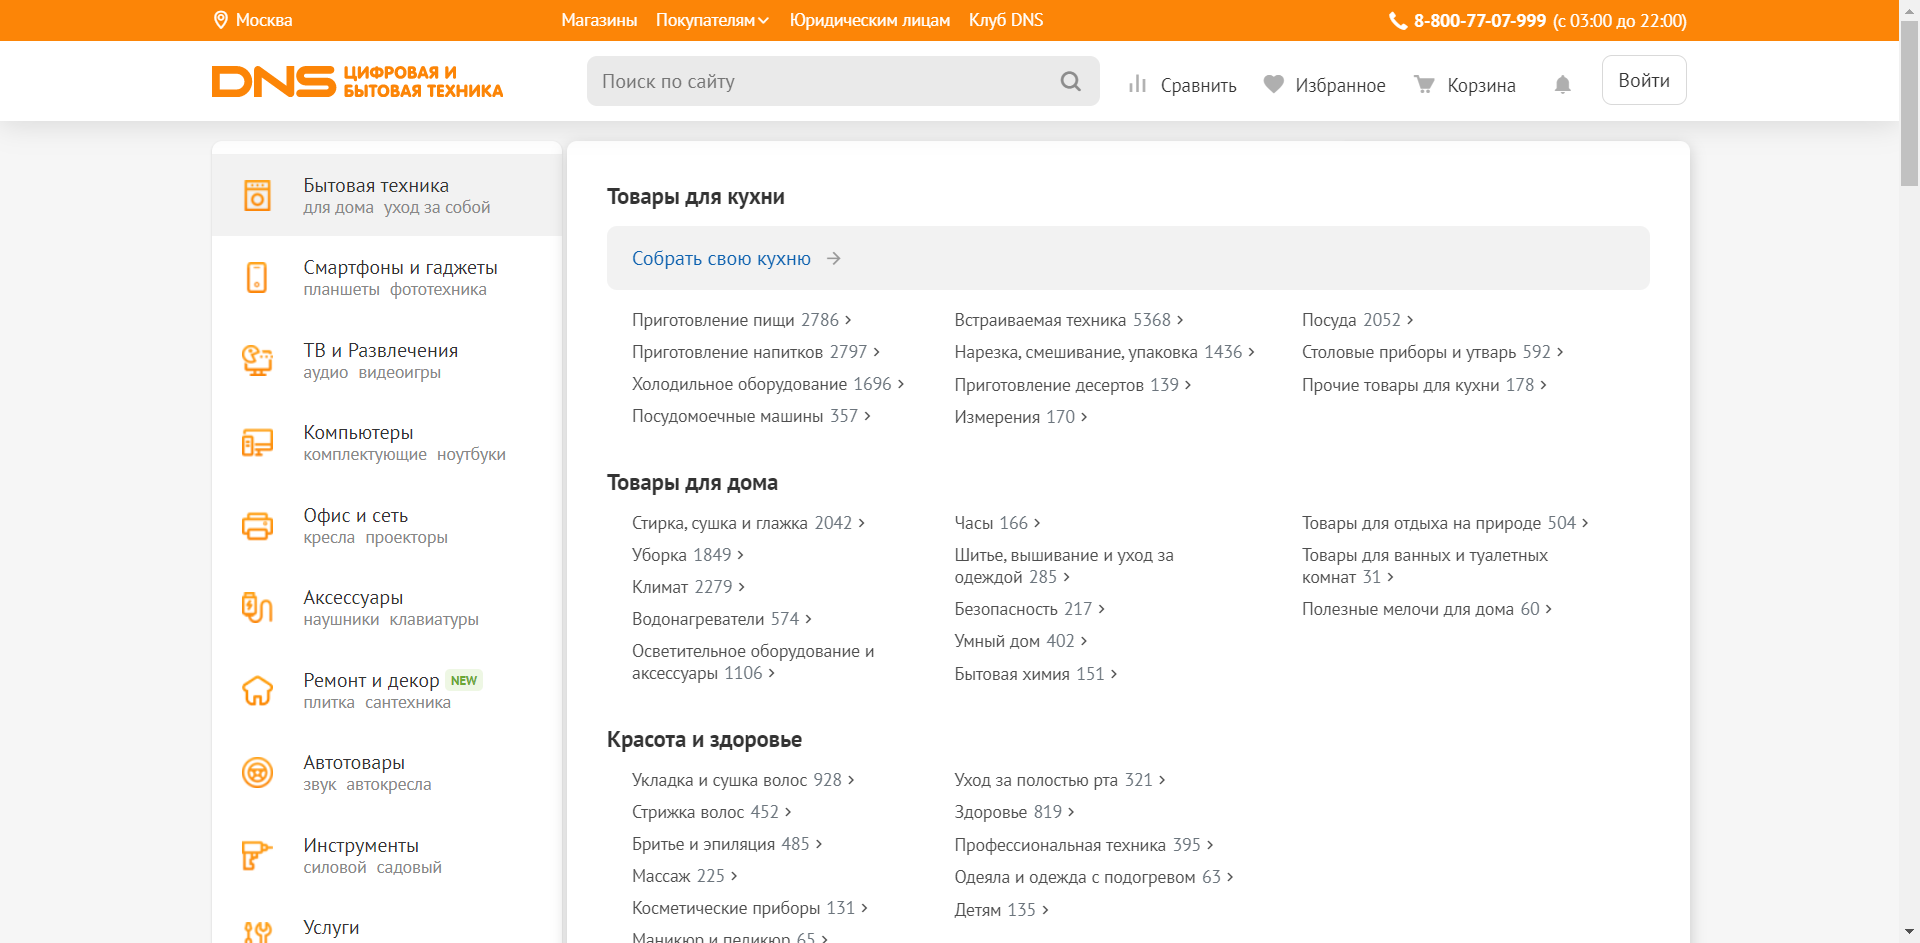 Москва
Магазины Покупателям Юридическим лицам Клуб DNS
8-800-77-07-999 (с 03:00 до 22:00)
DNS ЦИФРОВАЯ И
БЫТОВАЯ ТЕХНИКА
Поиск по сайту
Сравнить Избранное Корзина Войти
Бытовая техника
для дома уход за собой
Смартфоны и гаджеты
планшеты фототехника
ТВ и Развлечения
аудио видеоигры
Компьютеры
комплектующие ноутбуки
Офис и сеть
кресла проекторы
Аксессуары
наушники клавиатуры
Ремонт и декор NEW
плитка сантехника
Автотовары
звук автокресла
Инструменты
силовой садовый
Услуги
Товары для кухни
Собрать свою кухню
Приготовление пищи 2786
Приготовление напитков 2797
Холодильное оборудование 1696
Посудомоечные машины 357
Встраиваемая техника 5368
Нарезка, смешивание, упаковка 1436
Приготовление десертов 139
Измерения 170
Посуда 2052
Столовые приборы и утварь 592
Прочие товары для кухни 178
Товары для дома
Стирка, сушка и глажка 2042
Уборка 1849
Климат 2279
Водонагреватели 574
Осветительное оборудование и
аксессуары 1106
Часы 166
Шитье, вышивание и уход за
одеждой 285
Безопасность 217
Умный дом 402
Бытовая химия 151
Товары для отдыха на природе 504
Товары для ванных и туалетных
комнат 31
Полезные мелочи для дома 60
Красота и здоровье
Укладка и сушка волос 928
Стрижка волос 452
Бритье и эпиляция 485
Массаж 225
Косметические приборы 131
Маникюр и педикюр 65
Уход за полостью рта 321
Здоровье 819
Профессиональная техника 395
Одеяла и одежда с подогревом 63
Детям 135